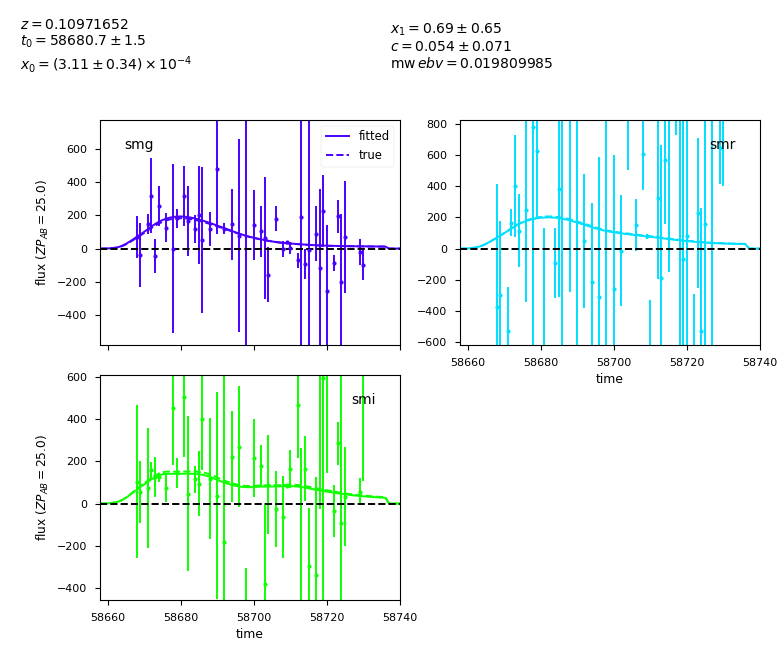 z = 0.10971652
t₀ = 58680.7 ± 1.5
x₀ = (3.11 ± 0.34) × 10⁻⁴
x₁ = 0.69 ± 0.65
c = 0.054 ± 0.071
mw ebv = 0.019809985
smg
fitted
true
600
400
200
0
−200
−400
flux (ZP_AB = 25.0)
smr
800
600
400
200
0
−200
−400
−600
58660 58680 58700 58720 58740
time
smi
600
400
200
0
−200
−400
flux (ZP_AB = 25.0)
58660 58680 58700 58720 58740
time